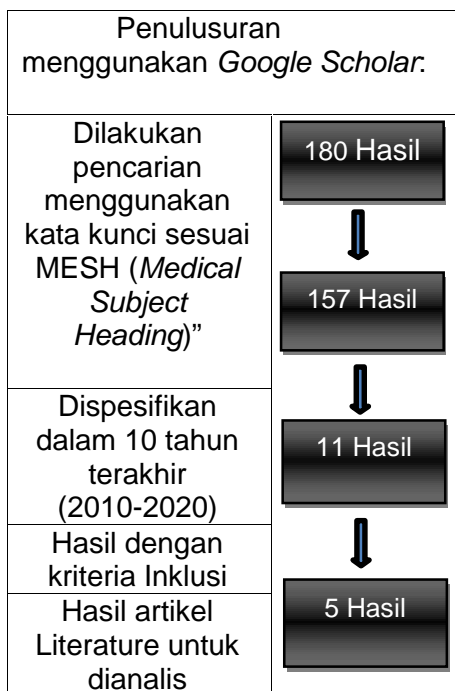 Penulusuran
menggunakan Google Scholar:
Dilakukan
pencarian
menggunakan
kata kunci sesuai
MESH (Medical
Subject
Heading)”
180 Hasil
157 Hasil
Dispesifikan
dalam 10 tahun
terakhir
(2010-2020)
11 Hasil
Hasil dengan
kriteria Inklusi
Hasil artikel
Literature untuk
dianalis
5 Hasil